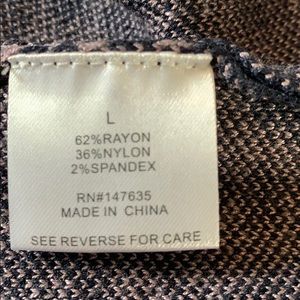 L
62%RAYON
36%NYLON
2%SPANDEX
RN#147635
MADE IN CHINA
SEE REVERSE FOR CARE